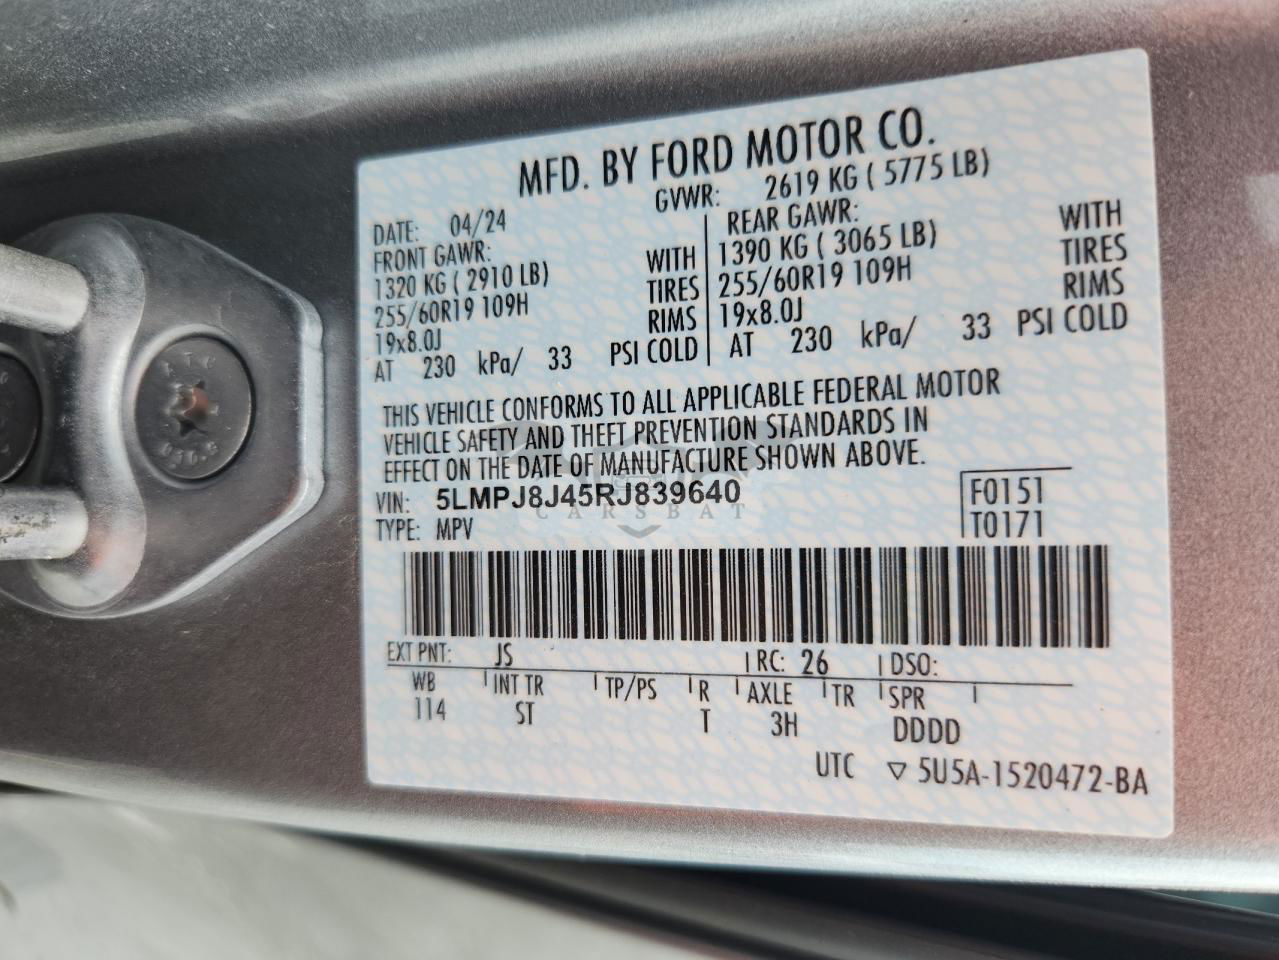 MFD. BY FORD MOTOR CO.
DATE: 04/24 GVWR: 2619 KG ( 5775 LB)
FRONT GAWR: REAR GAWR:
1320 KG ( 2910 LB) WITH 1390 KG ( 3065 LB) WITH
255/60R19 109H TIRES 255/60R19 109H TIRES
19x8.0J RIMS 19x8.0J RIMS
AT 230 kPa/ 33 PSI COLD AT 230 kPa/ 33 PSI COLD
THIS VEHICLE CONFORMS TO ALL APPLICABLE FEDERAL MOTOR
VEHICLE SAFETY AND THEFT PREVENTION STANDARDS IN
EFFECT ON THE DATE OF MANUFACTURE SHOWN ABOVE.
VIN: 5LMPJ8J45RJ839640 F0151
CARSBAT
TYPE: MPV T0171
EXT PNT: JS RC: 26 DSO:
WB INT TR TP/PS R AXLE TR SPR
114 ST T 3H DDDD
UTC ▽ 5U5A-1520472-BA